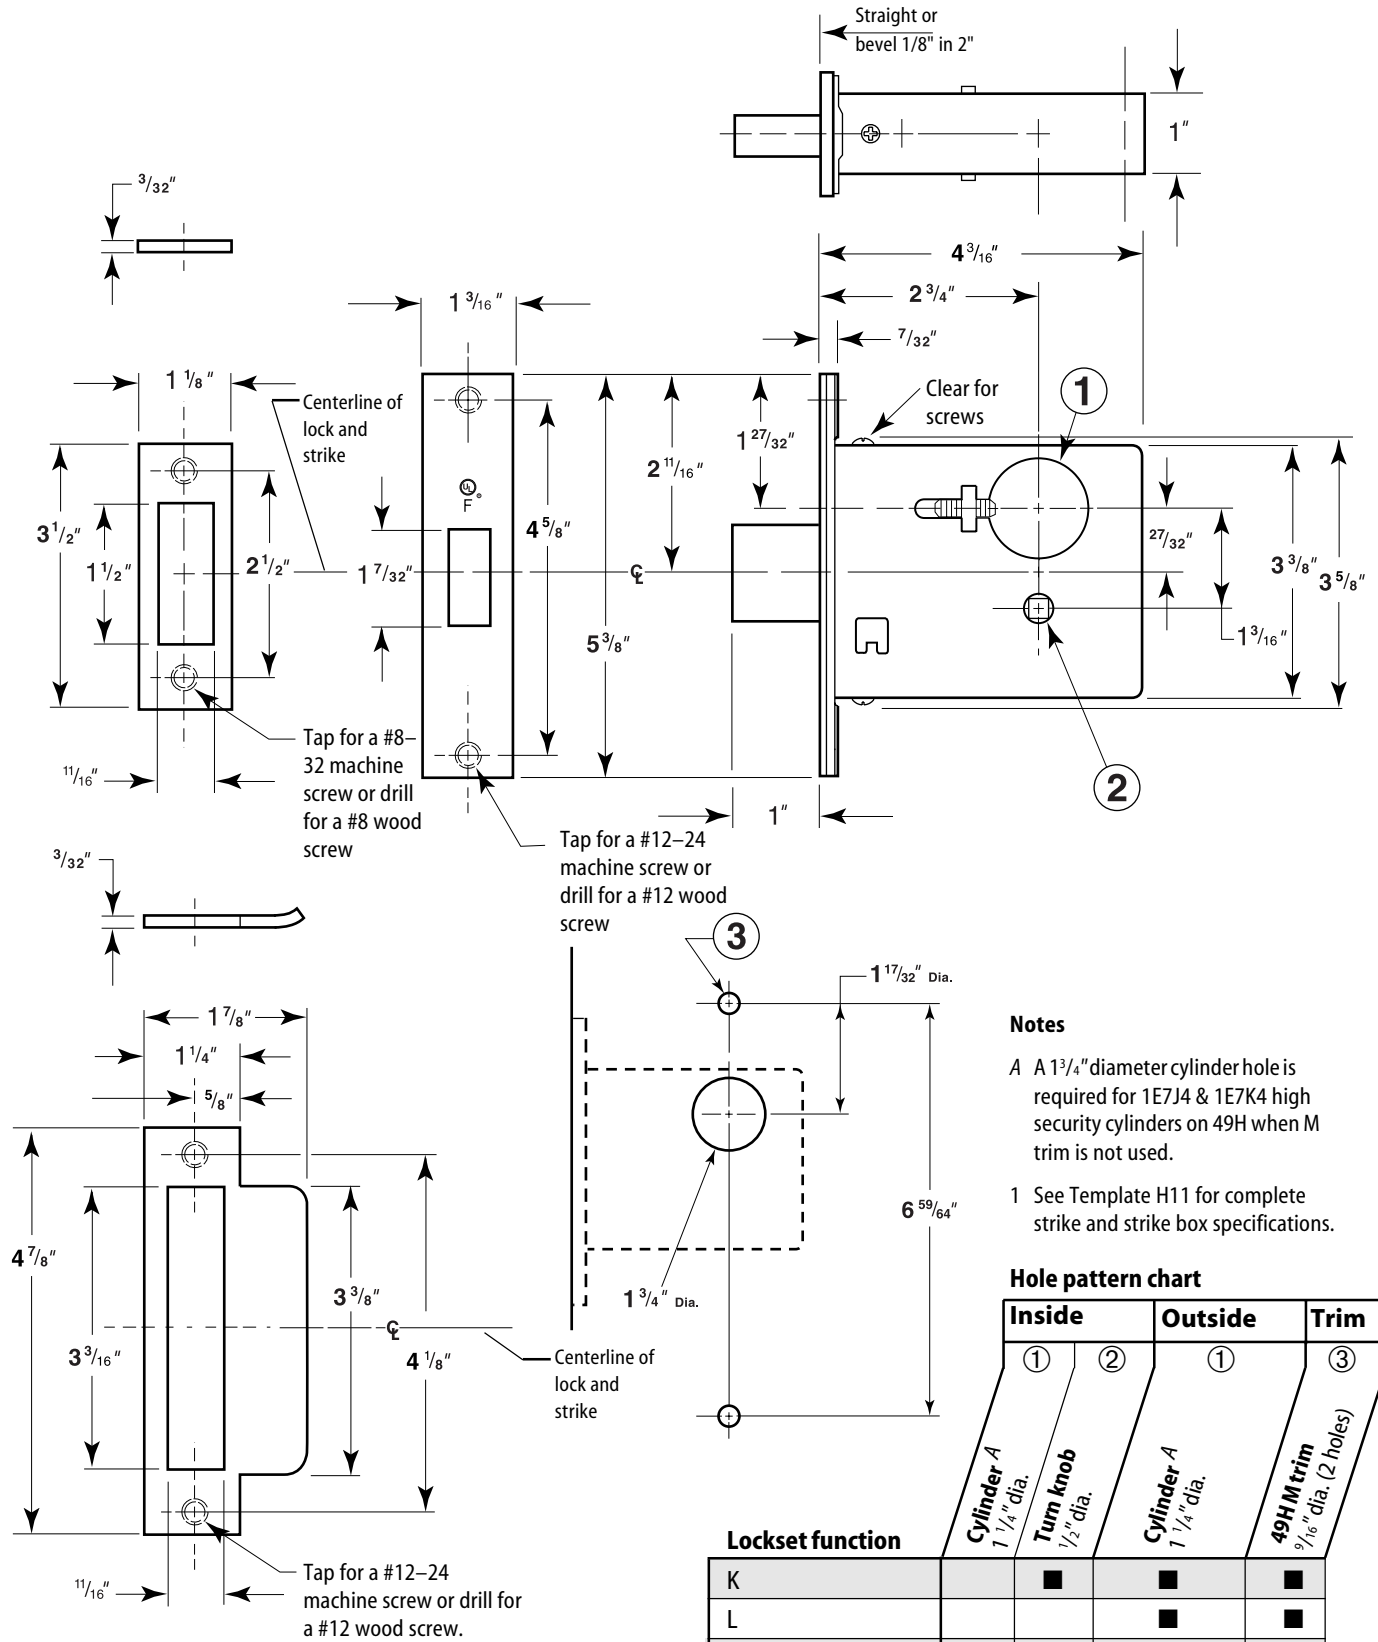 Straight or
bevel 1/8" in 2"
1"
3/32"
4 3/16"
2 3/4"
1 3/16"
7/32"
1 1/8"
Centerline of
lock and
strike
Clear for
screws
1
1 27/32"
2 11/16"
UL
F
®
3 1/2"
1 1/2"
2 1/2"
1 7/32"
4 5/8"
℄
27/32"
3 3/8"
3 5/8"
5 3/8"
1 3/16"
Tap for a #8–
32 machine
screw or drill
for a #8 wood
screw
11/16"
2
1"
Tap for a #12–24
machine screw or
drill for a #12 wood
screw
3/32"
3
1 17/32" Dia.
1 7/8"
1 1/4"
5/8"
Notes
A A 1 3/4" diameter cylinder hole is
required for 1E7J4 & 1E7K4 high
security cylinders on 49H when M
trim is not used.
1 See Template H11 for complete
strike and strike box specifications.
6 59/64"
4 7/8"
3 3/8"
1 3/4" Dia.
℄
3 3/16"
4 1/8"
Centerline of
lock and
strike
Hole pattern chart
Inside Outside Trim
① ② ① ③
Cylinder A
1 1/4" dia.
Turn knob
1/2" dia.
Cylinder A
1 1/4" dia.
49H M trim
9/16" dia. (2 holes)
Lockset function
K ■ ■ ■
L ■ ■
11/16"
Tap for a #12–24
machine screw or drill for
a #12 wood screw.